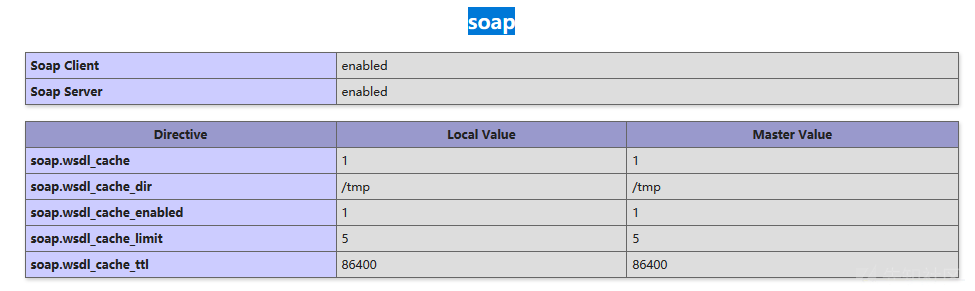 soap
Soap Client enabled
Soap Server enabled
Directive Local Value Master Value
soap.wsdl_cache 1 1
soap.wsdl_cache_dir /tmp /tmp
soap.wsdl_cache_enabled 1 1
soap.wsdl_cache_limit 5 5
soap.wsdl_cache_ttl 86400 86400